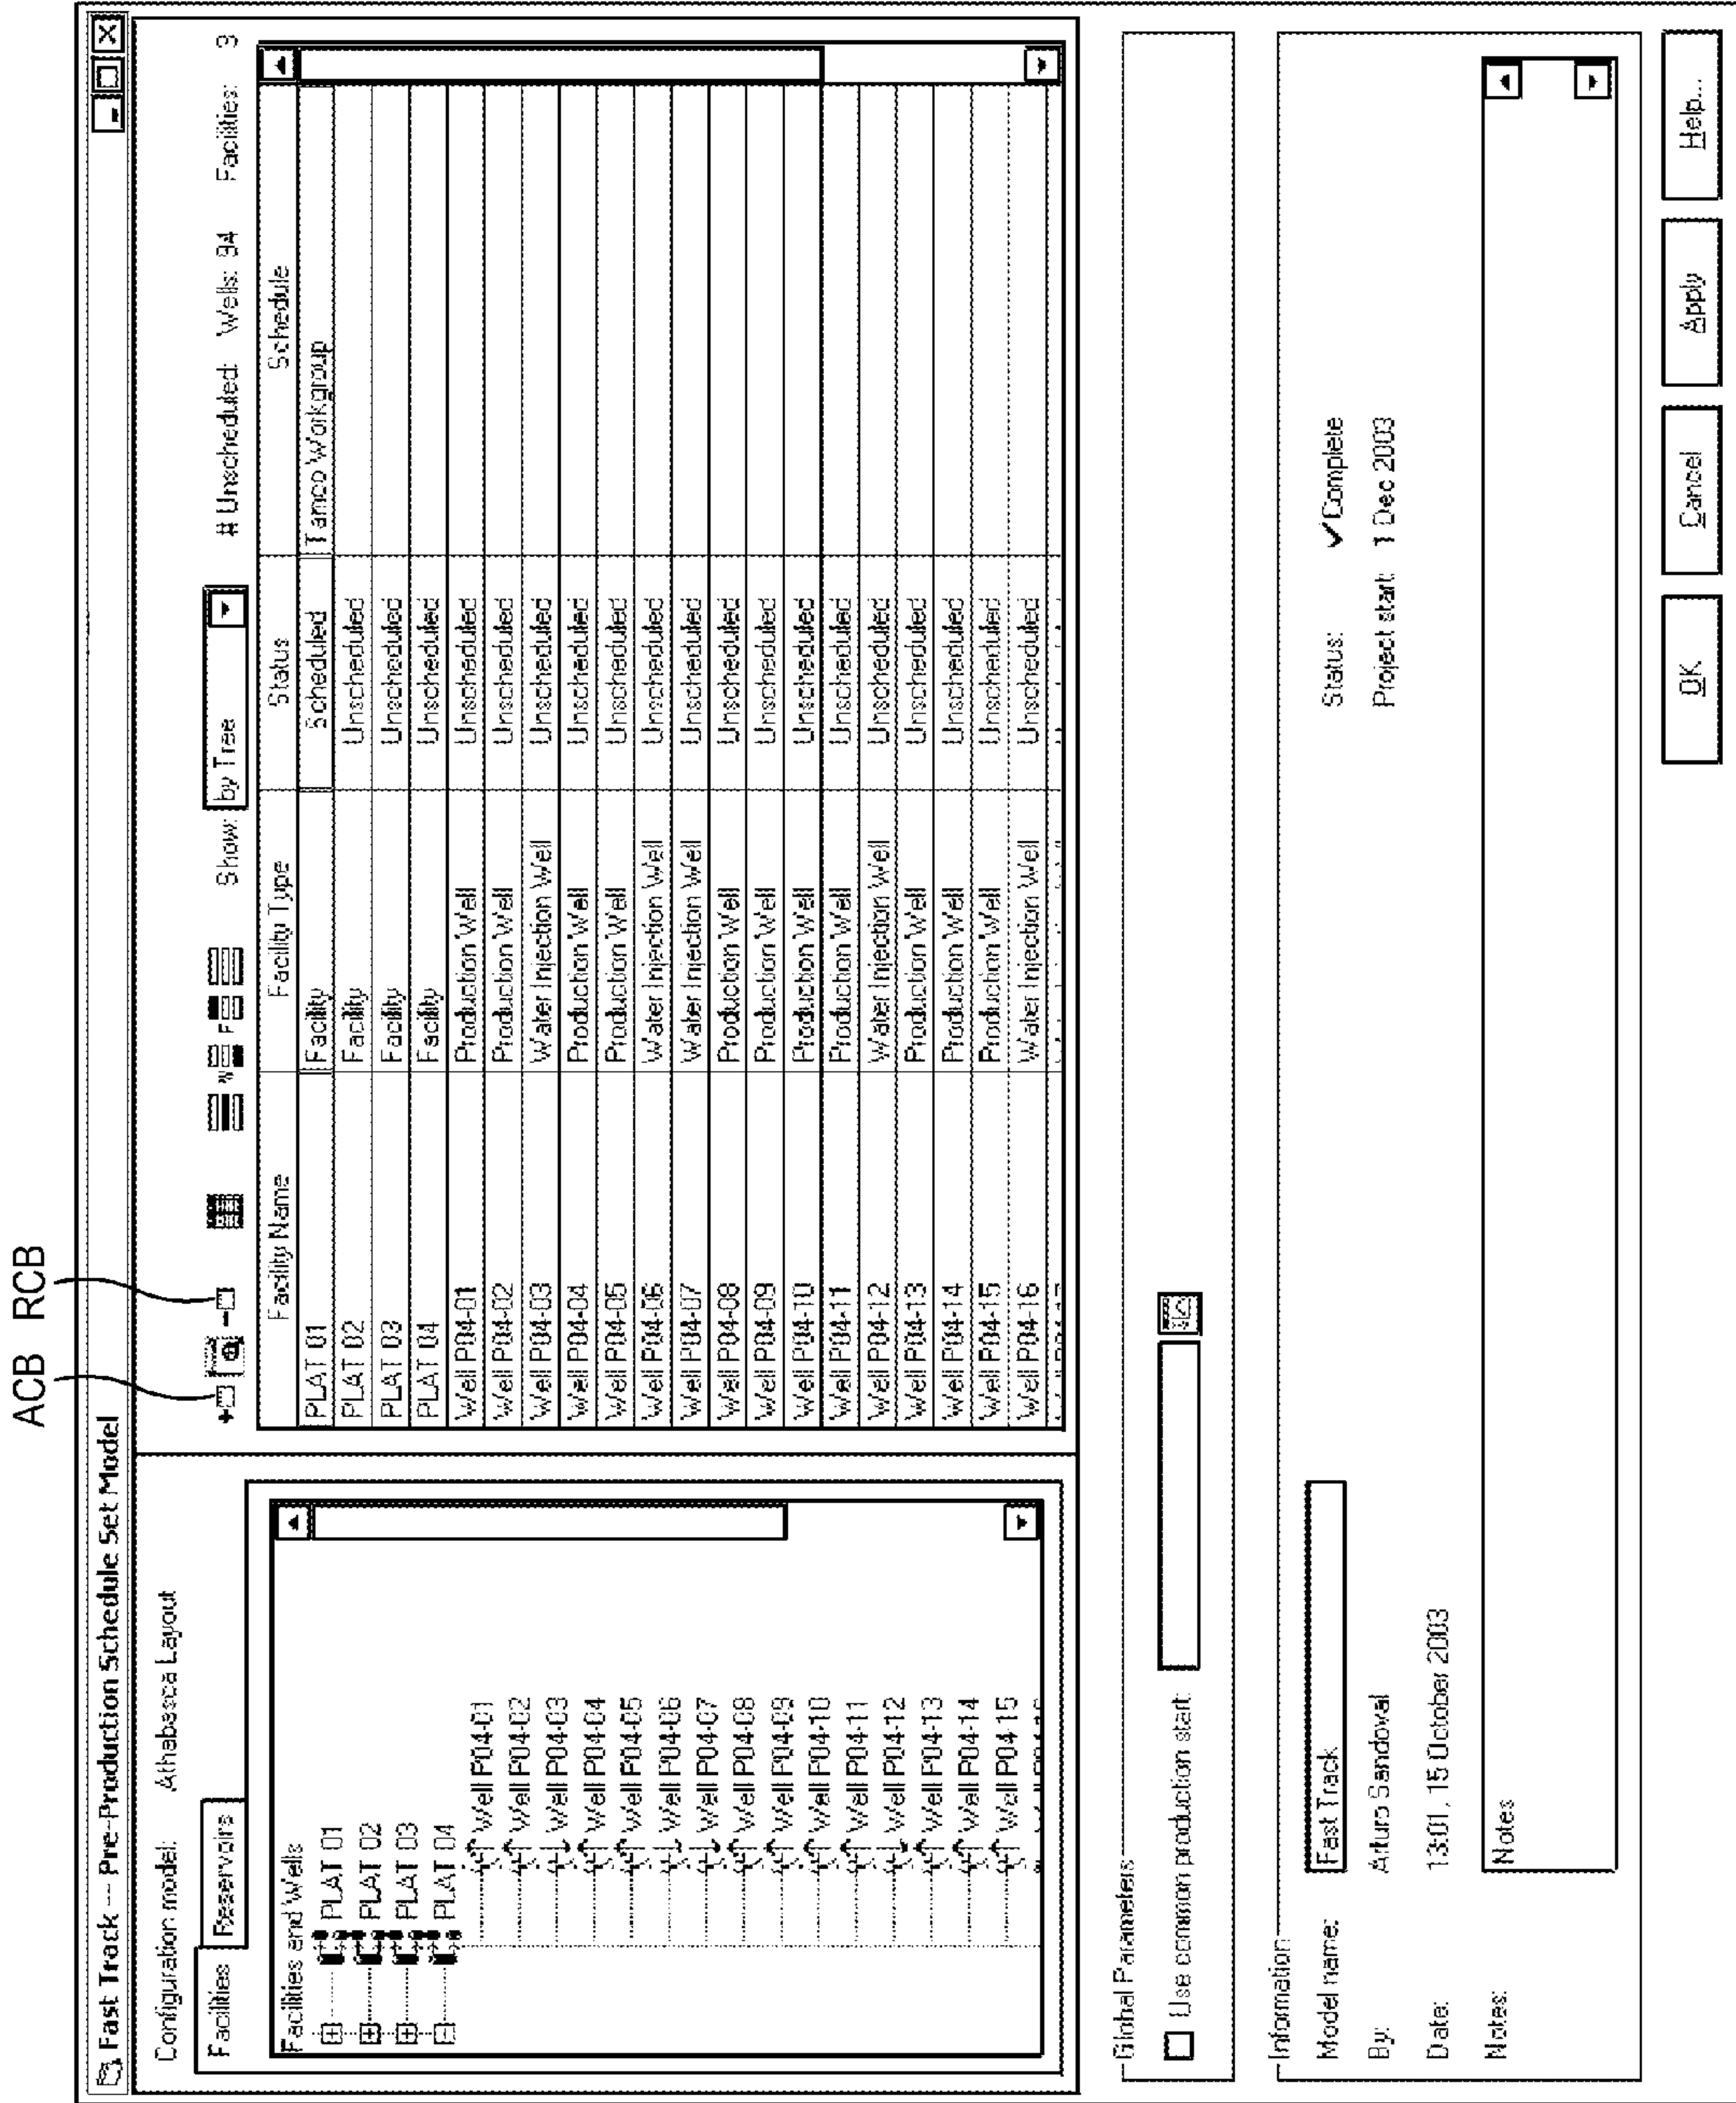 ACB RCB
Fast Track -- Pre-Production Schedule Set Model
Configuration model: Athabasca Layout
Facilities Reservoirs
Facilities and Wells
PLAT 01
PLAT 02
PLAT 03
PLAT 04
Well P04-01
Well P04-02
Well P04-03
Well P04-04
Well P04-05
Well P04-06
Well P04-07
Well P04-08
Well P04-09
Well P04-10
Well P04-11
Well P04-12
Well P04-13
Well P04-14
Well P04-15
W F Show: by Tree # Unscheduled: Wells: 94 Facilities: 3
Facility Name Facility Type Status Schedule
PLAT 01 Facility Scheduled Tamco Workgroup
PLAT 02 Facility Unscheduled
PLAT 03 Facility Unscheduled
PLAT 04 Facility Unscheduled
Well P04-01 Production Well Unscheduled
Well P04-02 Production Well Unscheduled
Well P04-03 Water Injection Well Unscheduled
Well P04-04 Production Well Unscheduled
Well P04-05 Production Well Unscheduled
Well P04-06 Water Injection Well Unscheduled
Well P04-07 Water Injection Well Unscheduled
Well P04-08 Production Well Unscheduled
Well P04-09 Production Well Unscheduled
Well P04-10 Production Well Unscheduled
Well P04-11 Production Well Unscheduled
Well P04-12 Water Injection Well Unscheduled
Well P04-13 Production Well Unscheduled
Well P04-14 Production Well Unscheduled
Well P04-15 Production Well Unscheduled
Well P04-16 Water Injection Well Unscheduled
Global Parameters
Use common production start:
Information
Model name: Fast Track Status: ✓Complete
By: Arturo Sandoval Project start: 1 Dec 2003
Date: 13:01, 15 October 2003
Notes: Notes
OK Cancel Apply Help...